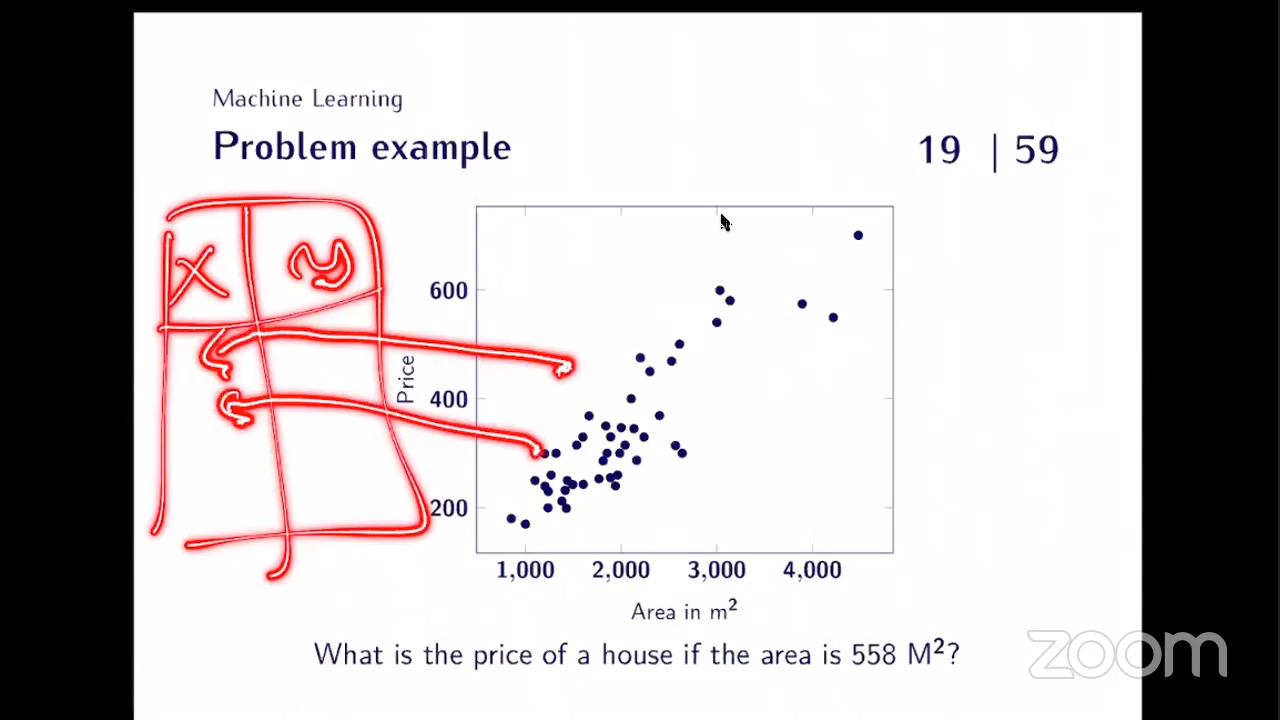 Machine Learning
Problem example
19 | 59
x y
600
400
200
Price
1,000 2,000 3,000 4,000
Area in m²
What is the price of a house if the area is 558 M²?
zoom